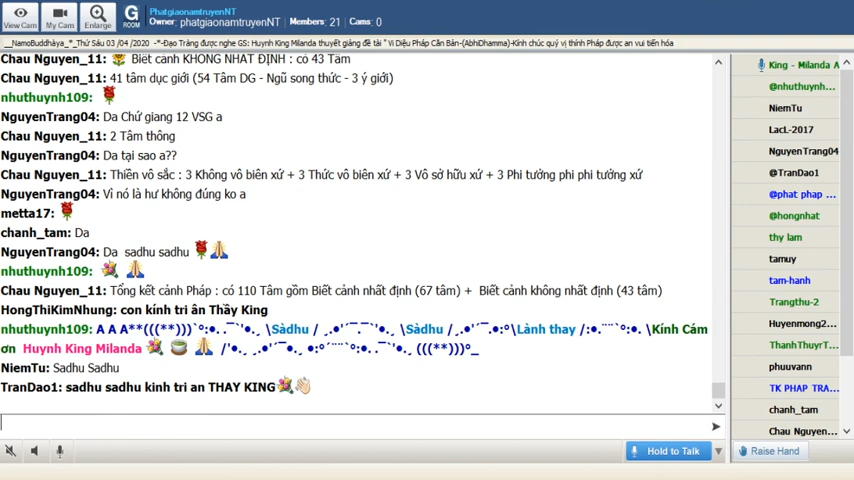 View Cam
My Cam
Enlarge
G
ROOM
PhatgiaonamtruyenNT
Owner: phatgiaonamtruyenNT | Members: 21 | Cams: 0
__NamoBuddhàya_*_Thứ Sáu 03 /04 /2020 -*-Đạo Tràng được nghe GS: Huynh King Milanda thuyết giảng đề tài " Vi Diệu Pháp Căn Bản-(AbhiDhamma)-Kính chúc quý vị thính Pháp được an vui tiến hóa
Chau Nguyen_11: Biết cảnh KHÔNG NHẤT ĐỊNH : có 43 Tâm
Chau Nguyen_11: 41 tâm dục giới (54 Tâm DG - Ngũ song thức - 3 ý giới)
nhuthuynh109:
NguyenTrang04: Da Chứ giang 12 VSG a
Chau Nguyen_11: 2 Tâm thông
NguyenTrang04: Da tại sao a??
Chau Nguyen_11: Thiền vô sắc : 3 Không vô biên xứ + 3 Thức vô biên xứ + 3 Vô sở hữu xứ + 3 Phi tưởng phi phi tưởng xứ
NguyenTrang04: Vì nó là hư không đúng ko a
metta17:
chanh_tam: Da
NguyenTrang04: Dạ sadhu sadhu
nhuthuynh109:
Chau Nguyen_11: Tổng kết cảnh Pháp : có 110 Tâm gồm Biết cảnh nhất định (67 tâm) + Biết cảnh không nhất định (43 tâm)
HongThiKimNhung: con kính tri ân Thầy King
nhuthuynh109: A A A**(((**)))`°:•. .¯`'•.¸ \Sàdhu / ¸.•'´¯.¯`'•.¸ \Sàdhu / ¸.•'´¯.•:°\Lành thay /:•.¨¨`°:•. \Kính Cám
ơn Huynh King Milanda /'•.¸ ¸.•'´¯•.¸ •:°´¨¨`°:•. .¯`'•.¸ (((**)))°_
NiemTu: Sadhu Sadhu
TranDao1: sadhu sadhu kinh tri an THAY KING
Hold to Talk
King - Milanda A
@nhuthuynh...
NiemTu
LacL-2017
NguyenTrang04
@TranDao1
@phat phap ...
@hongnhat
thy lam
tamuy
tam-hanh
Trangthu-2
Huyenmong2...
ThanhThuyrT...
phuuvann
TK PHAP TRA...
chanh_tam
Chau Nguyen...
Raise Hand